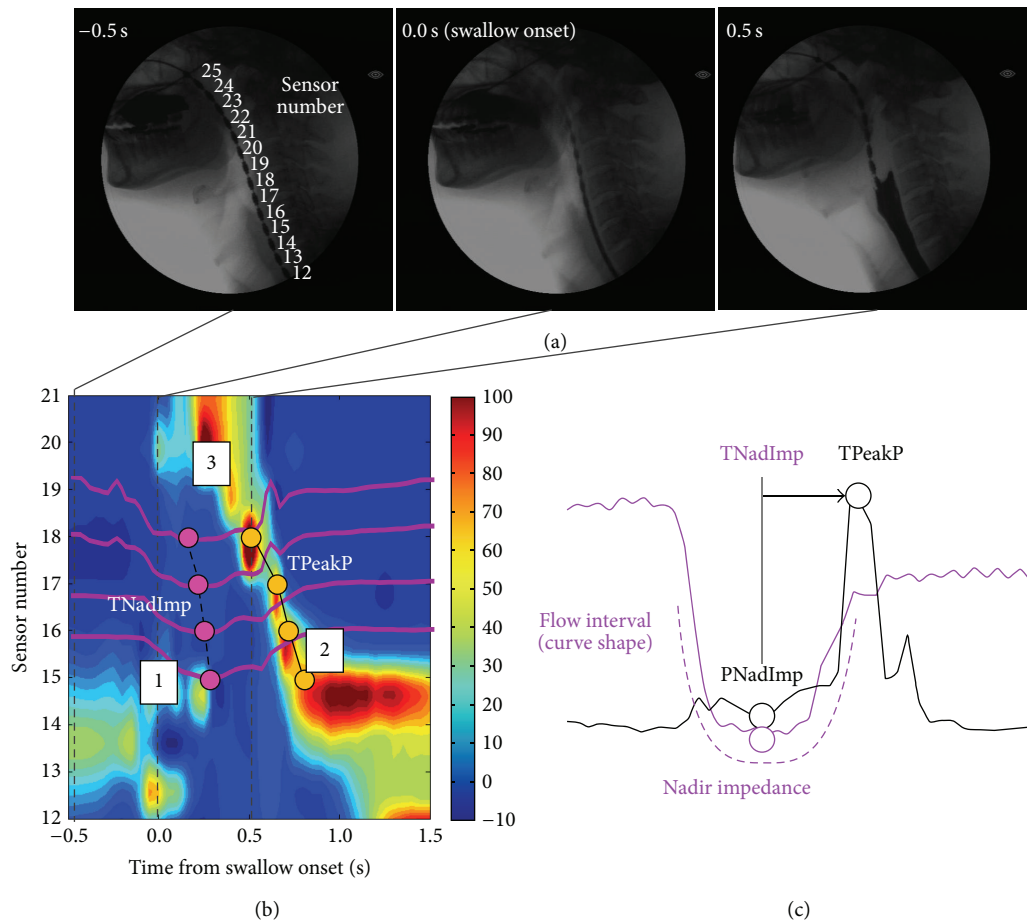 −0.5 s
0.0 s (swallow onset)
0.5 s
25
24
23
22
21
20
19
18
17
16
15
14
13
12
Sensor
number
(a)
21
20
19
18
17
16
15
14
13
12
Sensor number
3
TPeakP
TNadImp
2
1
−0.5
0.0
0.5
1.0
1.5
Time from swallow onset (s)
100
90
80
70
60
50
40
30
20
10
0
−10
(b)
TNadImp
TPeakP
Flow interval
(curve shape)
PNadImp
Nadir impedance
(c)